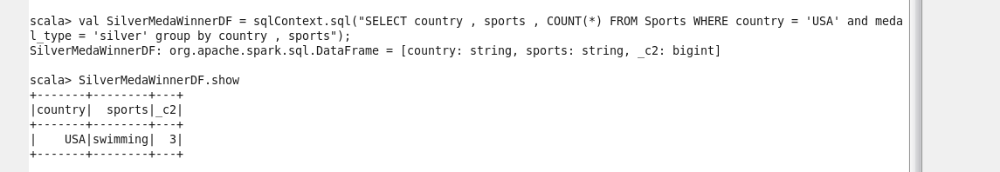 scala> val SilverMedaWinnerDF = sqlContext.sql("SELECT country , sports , COUNT(*) FROM Sports WHERE country = 'USA' and meda
l_type = 'silver' group by country , sports");
SilverMedaWinnerDF: org.apache.spark.sql.DataFrame = [country: string, sports: string, _c2: bigint]
scala> SilverMedaWinnerDF.show
+-------+--------+---+
|country|  sports|_c2|
+-------+--------+---+
|    USA|swimming|  3|
+-------+--------+---+